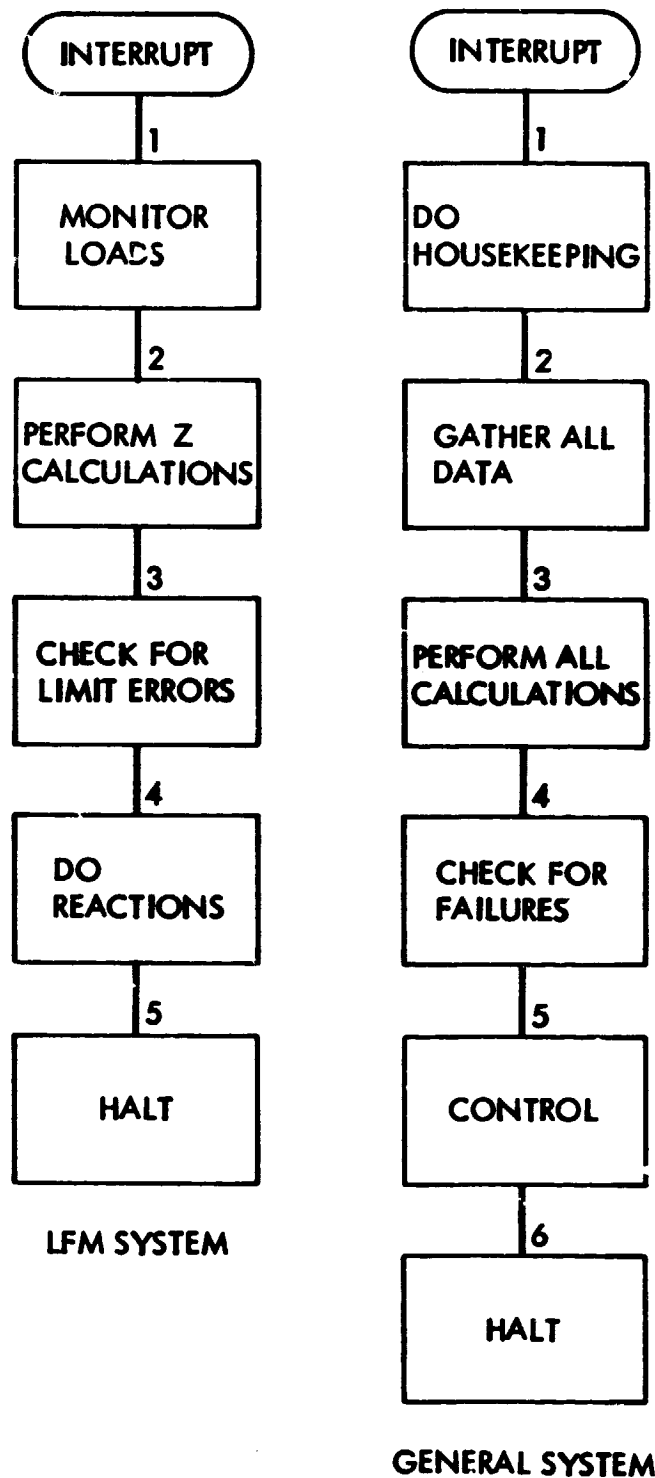 INTERRUPT
1
MONITOR
LOADS
2
PERFORM Z
CALCULATIONS
3
CHECK FOR
LIMIT ERRORS
4
DO
REACTIONS
5
HALT
LFM SYSTEM
INTERRUPT
1
DO
HOUSEKEEPING
2
GATHER ALL
DATA
3
PERFORM ALL
CALCULATIONS
4
CHECK FOR
FAILURES
5
CONTROL
6
HALT
GENERAL SYSTEM